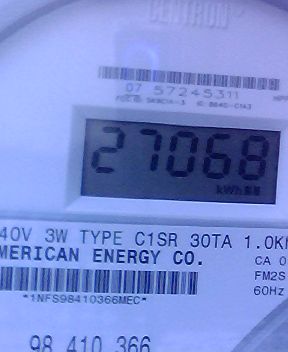 CENTRON
07 57245311
27068
kWh
40V 3W TYPE C1SR 30TA 1.0K
MERICAN ENERGY CO.
CA 0
FM2S
*1NFS98410366MEC*
60Hz
98 410 366